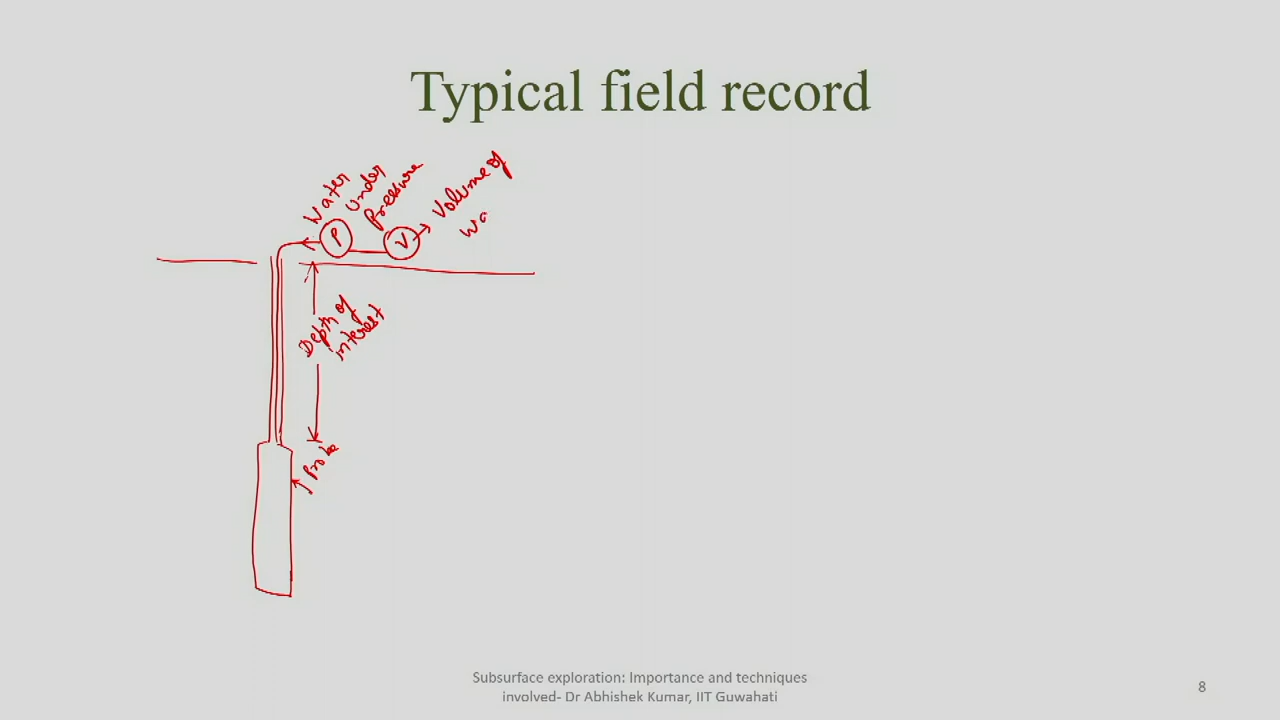 Typical field record
Water
under
Pressure
Volume of
wa
P
V
Depth of
interest
Probe
Subsurface exploration: Importance and techniques
involved- Dr Abhishek Kumar, IIT Guwahati
8